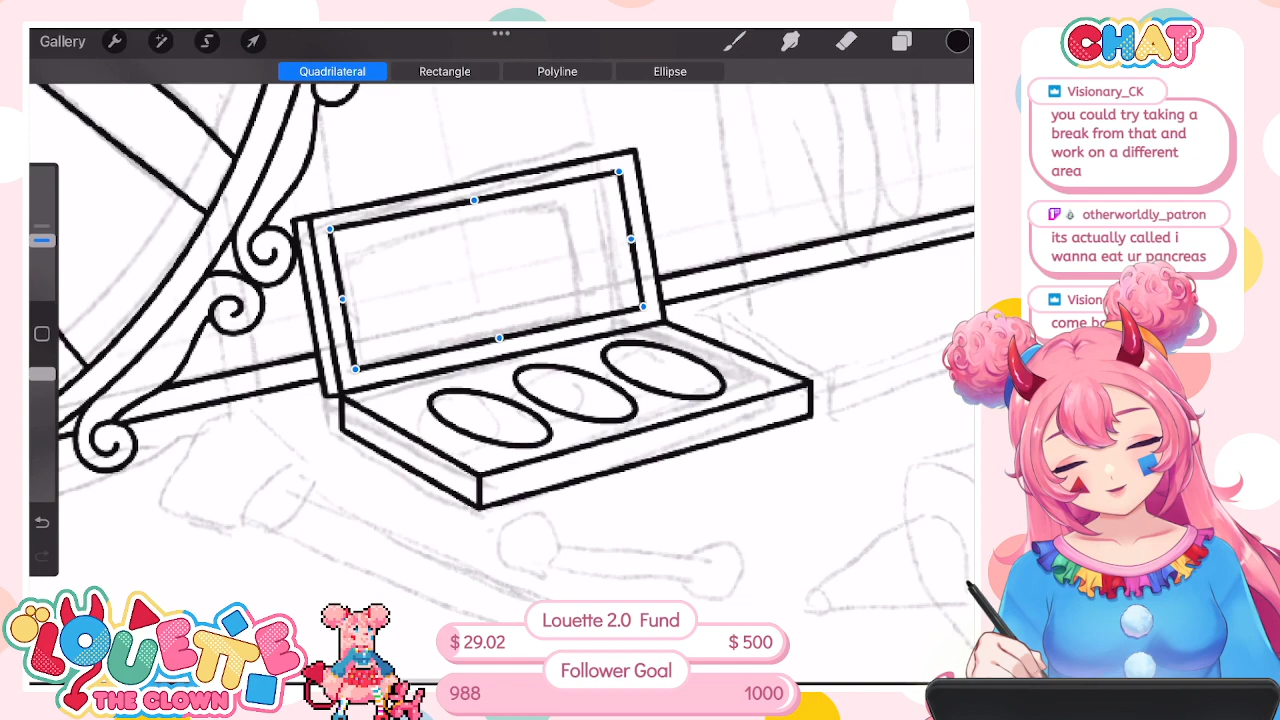 Gallery
Quadrilateral
Rectangle
Polyline
Ellipse
CHAT
Visionary_CK
you could try taking a
break from that and
work on a different
area
otherworldly_patron
its actually called i
wanna eat ur pancreas
come
LOUETTE
THE CLOWN
Louette 2.0 Fund
$ 29.02
$ 500
Follower Goal
988
1000